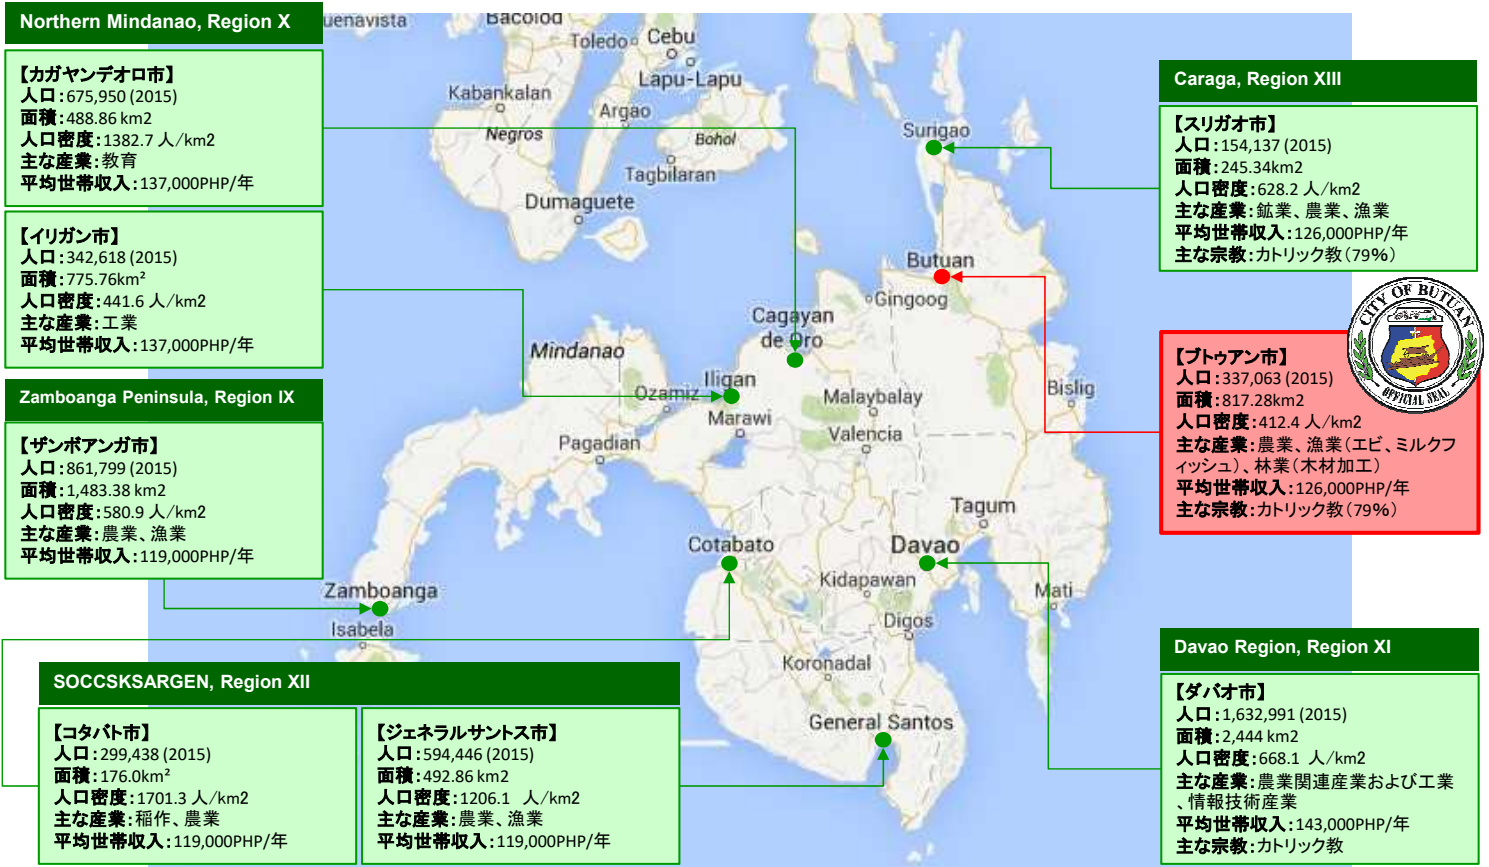 Northern Mindanao, Region X
【カガヤンデオロ市】
人口:675,950 (2015)
面積:488.86 km2
人口密度:1382.7 人/km2
主な産業:教育
平均世帯収入:137,000PHP/年
【イリガン市】
人口:342,618 (2015)
面積:775.76km²
人口密度:441.6 人/km2
主な産業:工業
平均世帯収入:137,000PHP/年
Zamboanga Peninsula, Region IX
【ザンボアンガ市】
人口:861,799 (2015)
面積:1,483.38 km2
人口密度:580.9 人/km2
主な産業:農業、漁業
平均世帯収入:119,000PHP/年
SOCCSKSARGEN, Region XII
【コタバト市】
人口:299,438 (2015)
面積:176.0km²
人口密度:1701.3 人/km2
主な産業:稲作、農業
平均世帯収入:119,000PHP/年
【ジェネラルサントス市】
人口:594,446 (2015)
面積:492.86 km2
人口密度:1206.1 人/km2
主な産業:農業、漁業
平均世帯収入:119,000PHP/年
Caraga, Region XIII
【スリガオ市】
人口:154,137 (2015)
面積:245.34km2
人口密度:628.2 人/km2
主な産業:鉱業、農業、漁業
平均世帯収入:126,000PHP/年
主な宗教:カトリック教(79%)
CITY OF BUTUAN
OFFICIAL SEAL
【ブトゥアン市】
人口:337,063 (2015)
面積:817.28km2
人口密度:412.4 人/km2
主な産業:農業、漁業(エビ、ミルクフ
ィッシュ)、林業(木材加工)
平均世帯収入:126,000PHP/年
主な宗教:カトリック教(79%)
Davao Region, Region XI
【ダバオ市】
人口:1,632,991 (2015)
面積:2,444 km2
人口密度:668.1 人/km2
主な産業:農業関連産業および工業
、情報技術産業
平均世帯収入:143,000PHP/年
主な宗教:カトリック教
uenavista
Bacolod
Toledo
Cebu
Lapu-Lapu
Kabankalan
Argao
Negros
Bohol
Tagbilaran
Dumaguete
Surigao
Butuan
Gingoog
Cagayan
de Oro
Mindanao
Iligan
Ozamiz
Marawi
Malaybalay
Bislig
Pagadian
Valencia
Tagum
Cotabato
Davao
Kidapawan
Mati
Zamboanga
Isabela
Digos
Koronadal
General Santos